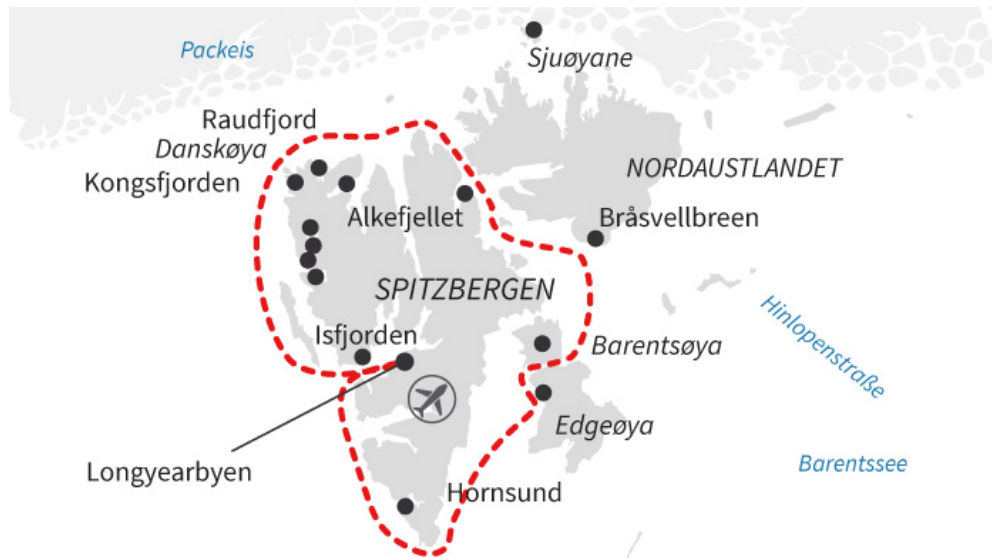 Packeis
Sjuøyane
Raudfjord
Danskøya
Kongsfjorden
NORDAUSTLANDET
Alkefjellet
Bråsvellbreen
SPITZBERGEN
Hinlopenstraße
Isfjorden
Barentsøya
Edgeøya
Longyearbyen
Barentssee
Hornsund